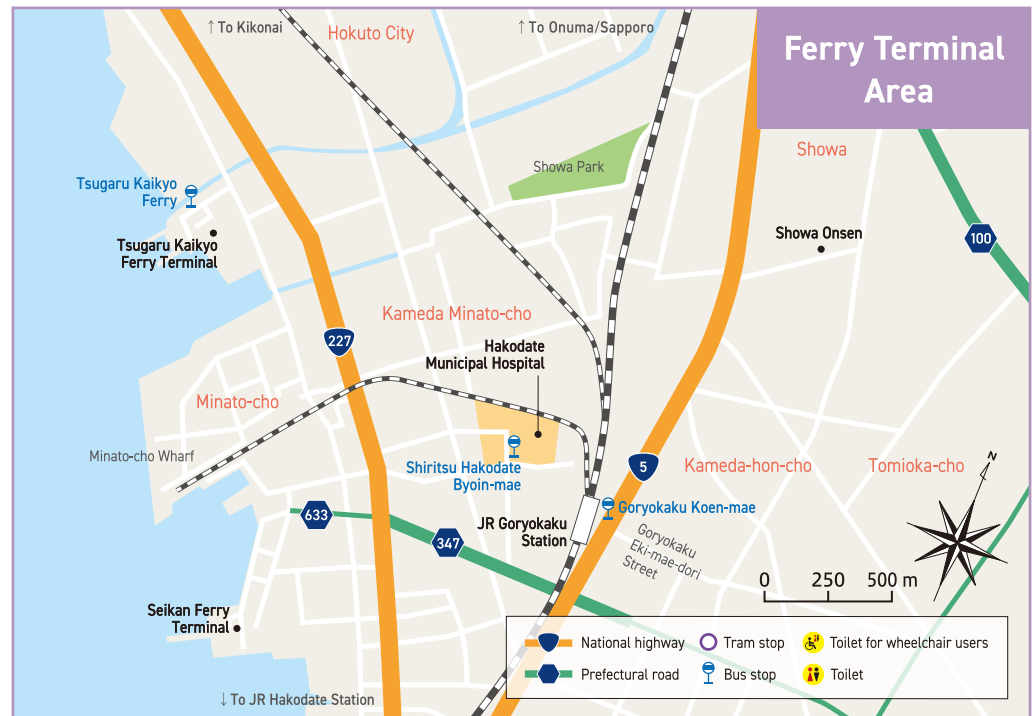 Ferry Terminal
Area
↑ To Kikonai
Hokuto City
↑ To Onuma/Sapporo
Showa Park
Showa
Tsugaru Kaikyo
Ferry
Tsugaru Kaikyo
Ferry Terminal
Showa Onsen
100
Kameda Minato-cho
227
Hakodate
Municipal Hospital
Minato-cho
Minato-cho Wharf
Shiritsu Hakodate
Byoin-mae
5
Kameda-hon-cho
Tomioka-cho
N
Goryokaku Koen-mae
633
347
JR Goryokaku
Station
Goryokaku
Eki-mae-dori
Street
0 250 500 m
Seikan Ferry
Terminal
National highway
Tram stop
Toilet for wheelchair users
Prefectural road
Bus stop
Toilet
↓ To JR Hakodate Station